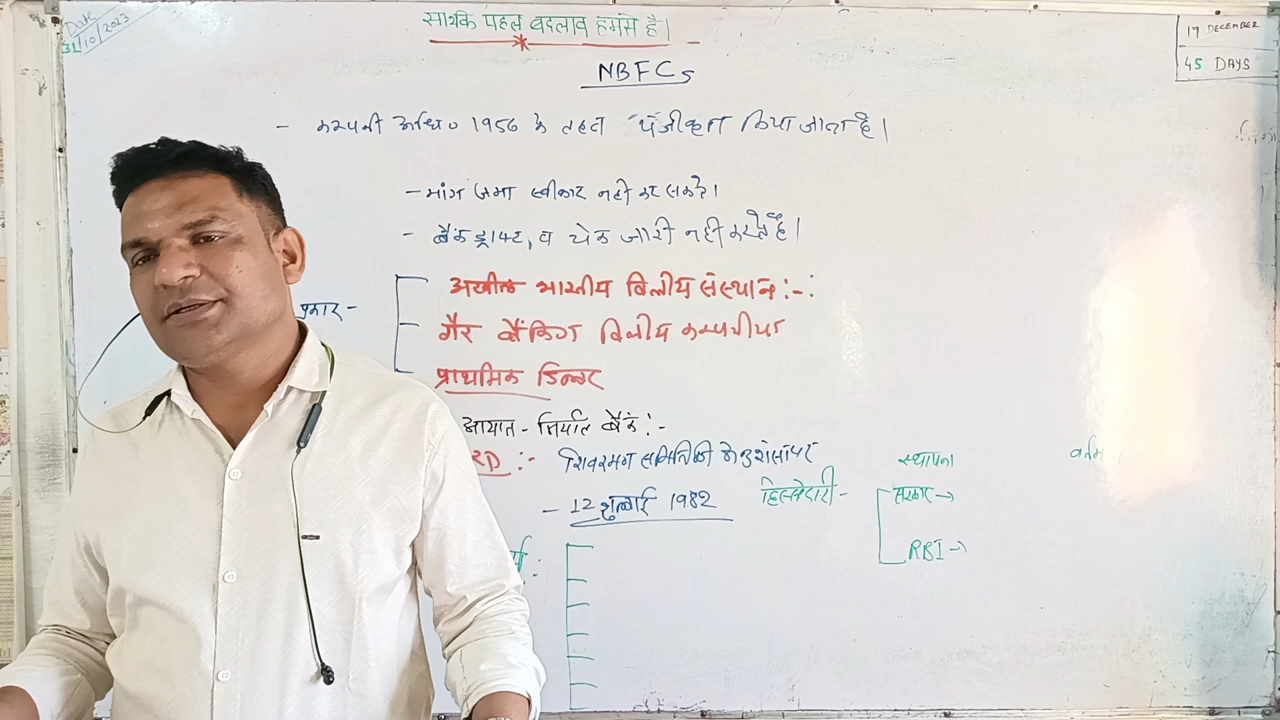 Date
31/10/2023
सार्थक पहल बदलाव हमसे है।
17 DECEMBER
45 DAYS
NBFCs
- कम्पनी अधि० 1956 के तहत पंजीकृत किया जाता है।
- मांग जमा स्वीकार नही कर सकते।
- बैंक ड्राफ्ट, व चेक जारी नही करते है।
प्रकार -
अखील भारतीय वित्तीय संस्थान :-:
गैर बैंकिंग वित्तीय कम्पनीया
प्राथमिक डिलर
आयात - निर्यात बैंक :-
RD :- शिवरमन समिति की
स्थापना
- 12 जुलाई 1982
हिस्सेदारी -
सरकार →
RBI →